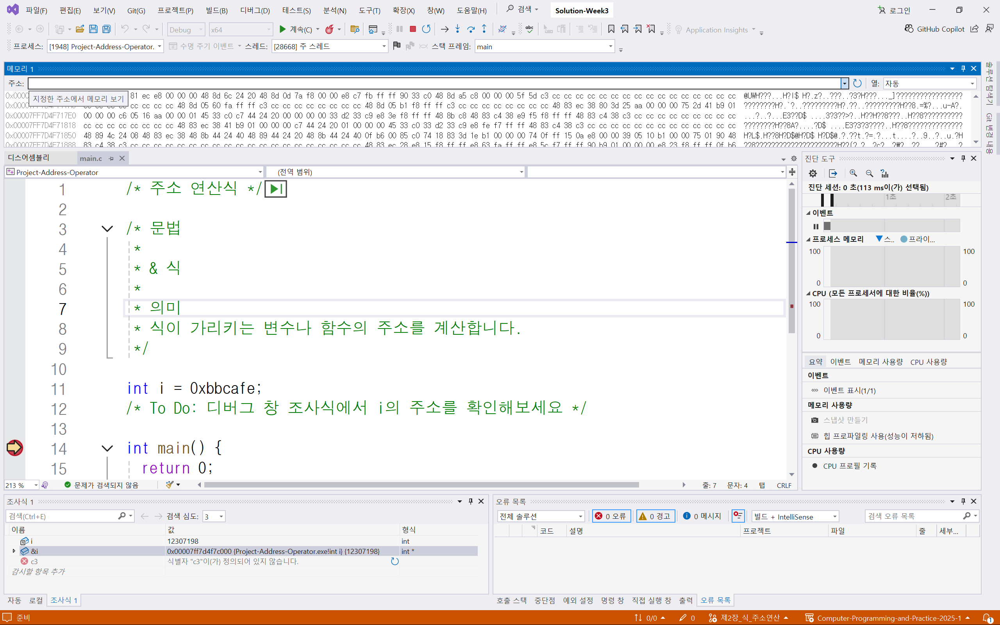 파일(F) 편집(E) 보기(V) Git(G) 프로젝트(P) 빌드(B) 디버그(D) 테스트(S) 분석(N) 도구(T) 확장(X) 창(W) 도움말(H) 검색 Solution-Week3 로그인
Debug x64 계속(C) Application Insights GitHub Copilot
프로세스: [1948] Project-Address-Operator. 수명 주기 이벤트 스레드: [28668] 주 스레드 스택 프레임: main
메모리 1
주소: 열: 자동
지정한 주소에서 메모리 보기
81 ec e8 00 00 00 48 8d 6c 24 20 48 8d 0d 7a f8 00 00 e8 c7 fb ff ff 90 33 c0 48 8d a5 c8 00 00 00 5f 5d c3 cc cc cc cc cc cc cc cc cc cc cc cc cc cc cc cc
48 8d 05 60 fa ff ff c3 cc cc cc cc cc cc cc cc 48 8d 05 b1 f8 ff ff c3 cc cc cc cc cc cc cc cc 48 83 ec 38 80 3d 25 aa 00 00 00 75 2d 41 b9 01
0x00007FF7D4F717E0 00 00 00 c6 05 16 aa 00 00 01 45 33 c0 c7 44 24 20 00 00 00 00 33 d2 33 c9 e8 3e f8 ff ff 48 8b c8 48 83 c4 38 e9 f5 f8 ff ff 48 83 c4 38 c3 cc cc cc cc cc cc cc cc cc
0x00007FF7D4F71818 cc cc cc cc cc cc cc cc 48 83 ec 38 41 b9 01 00 00 00 c7 44 24 20 01 00 00 00 45 33 c0 33 d2 33 c9 e8 fe f7 ff ff 48 83 c4 38 c3 cc cc cc cc cc cc cc cc cc cc cc cc cc
0x00007FF7D4F71850 48 89 4c 24 08 48 83 ec 38 48 8b 44 24 40 48 89 44 24 20 48 8b 44 24 40 0f b6 00 85 c0 74 18 83 3d 1e b1 00 00 00 74 0f ff 15 0a e8 00 00 39 05 10 b1 00 00 75 01 90 48
0x00007FF7D4F71888 83 c4 38 c3 cc cc cc cc cc cc cc cc cc cc cc cc cc cc cc cc cc cc cc cc 48 83 ec 28 e8 15 f8 ff ff e8 63 fa ff ff e8 5c f7 ff ff 90 b9 01 00 00 00 e8 23 f8 ff ff 0f b6
솔루션 탐색기
Git 변경 내용
디스어셈블리 main.c
Project-Address-Operator (전역 범위)
1 /* 주소 연산식 */
2
3 /* 문법
4 *
5 * & 식
6 *
7 * 의미
8 * 식이 가리키는 변수나 함수의 주소를 계산합니다.
9 */
10
11 int i = 0xbbcafe;
12 /* To Do: 디버그 창 조사식에서 i의 주소를 확인해보세요 */
13
14 int main() {
15 return 0;
213 % 문제가 검색되지 않음 줄: 7 문자: 4 탭 CRLF
진단 도구
진단 세션: 0 초(113 ms이(가) 선택됨)
1초 2초
이벤트
프로세스 메모리 스.. 프라이...
100 100
0 0
CPU (모든 프로세서에 대한 비율(%))
100 100
0 0
요약 이벤트 메모리 사용량 CPU 사용량
이벤트
이벤트 표시(1/1)
메모리 사용량
스냅샷 만들기
힙 프로파일링 사용(성능이 저하됨)
CPU 사용량
CPU 프로필 기록
조사식 1
검색(Ctrl+E) 검색 심도: 3
이름 값 형식
i 12307198 int
&i 0x00007ff7d4f7c000 {Project-Address-Operator.exe!int i} {12307198} int *
c3 식별자 "c3"이(가) 정의되어 있지 않습니다.
감시할 항목 추가
자동 로컬 조사식 1
오류 목록
전체 솔루션 0 오류 0 경고 0 메시지 빌드 + IntelliSense 검색 오류 목록
코드 설명 프로젝트 파일 줄 세부...
호출 스택 중단점 예외 설정 명령 창 직접 실행 창 출력 오류 목록
준비 0/0 0 제2장_식_주소연산 Computer-Programming-and-Practice-2025-1 1